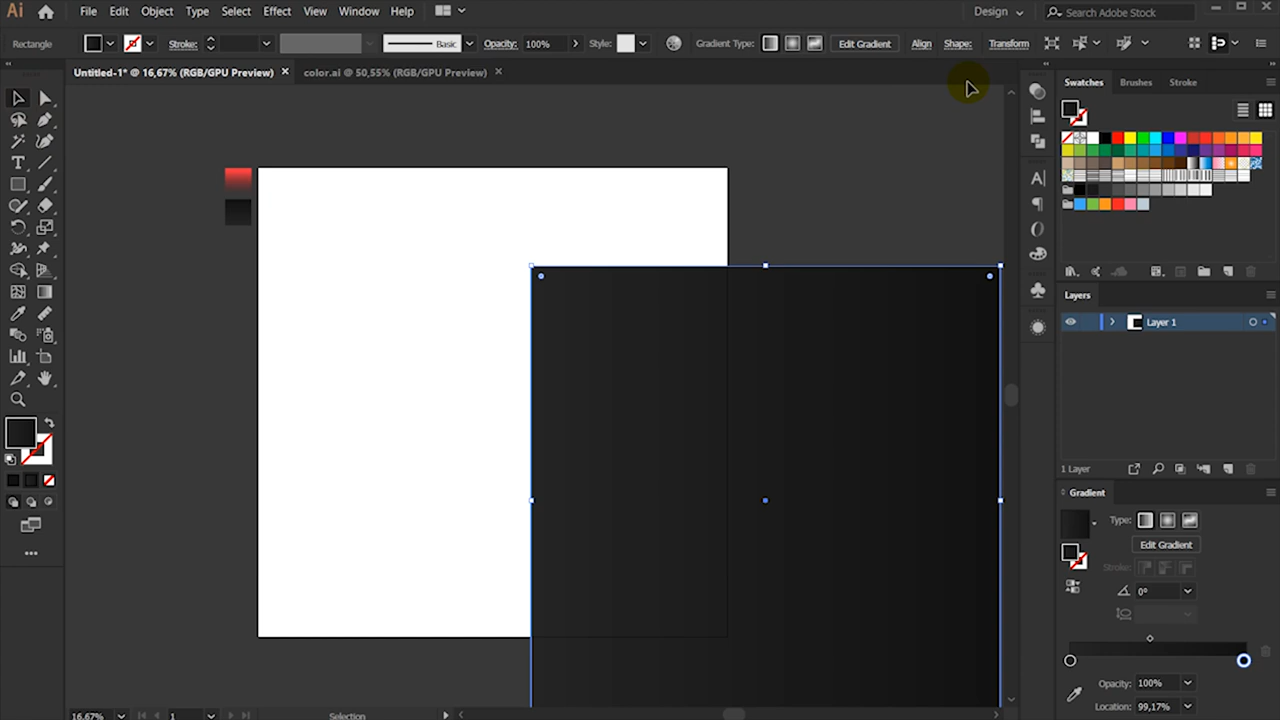 Ai File Edit Object Type Select Effect View Window Help Design Search Adobe Stock
Rectangle Stroke: Basic Opacity: 100% Style: Gradient Type: Edit Gradient Align Shape: Transform
Untitled-1* @ 16,67% (RGB/GPU Preview) × color.ai @ 50,55% (RGB/GPU Preview) ×
Swatches Brushes Stroke
Layers
Layer 1
1 Layer
Gradient
Type:
Edit Gradient
Stroke:
0°
Opacity: 100%
Location: 99,17%
16,67% 1 Selection